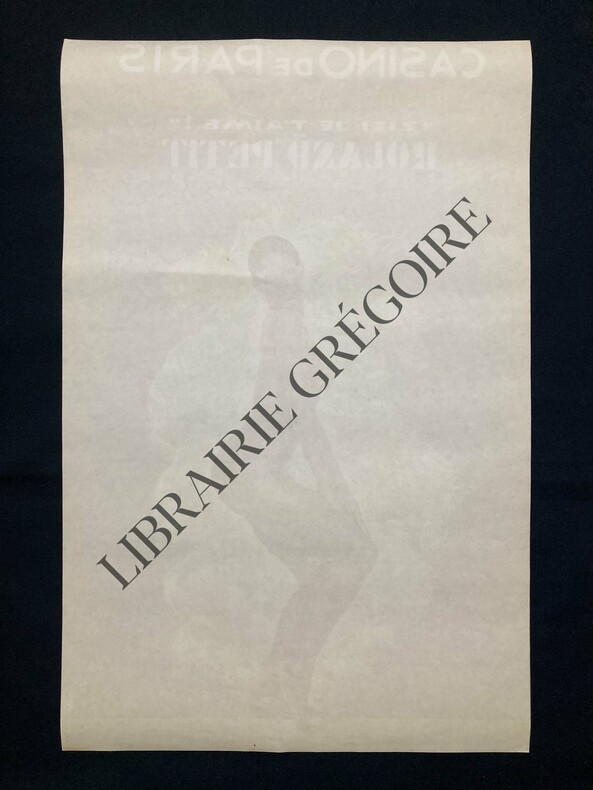 CASINO DE PARIS
"ZIZI JE T'AIME !"
ROLAND PETIT
LIBRAIRIE GRÉGOIRE